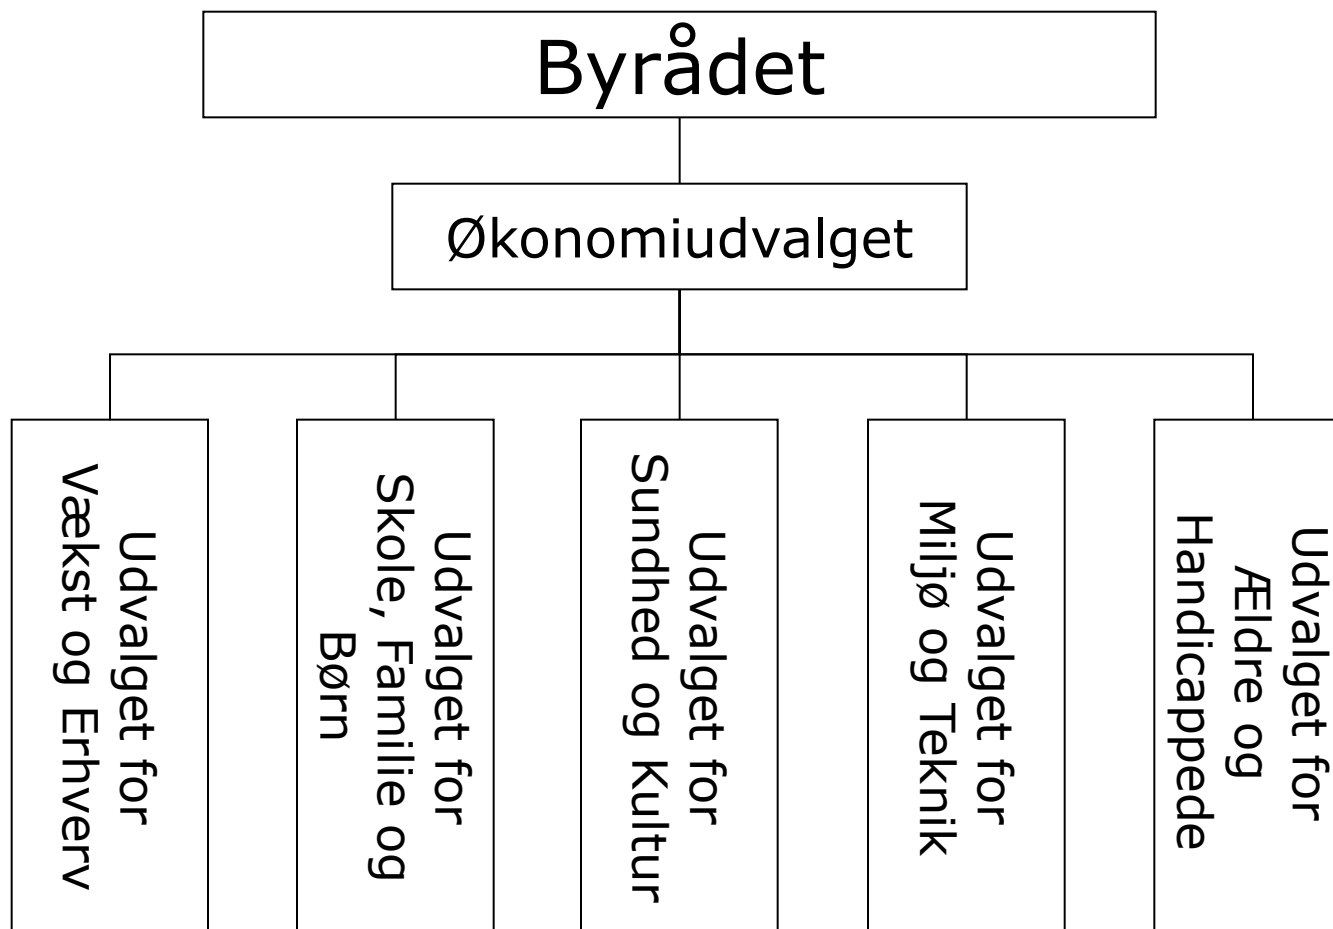 Byrådet
Økonomiudvalget
Udvalget for
Vækst og Erhverv
Udvalget for
Skole, Familie og
Børn
Udvalget for
Sundhed og Kultur
Udvalget for
Miljø og Teknik
Udvalget for
Ældre og
Handicappede